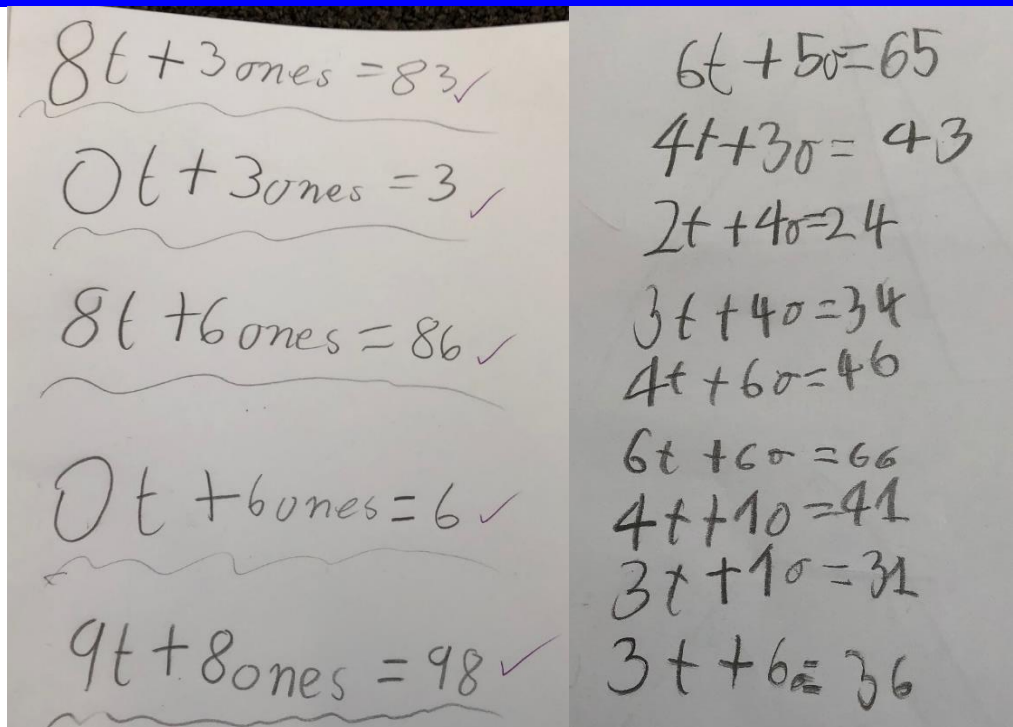 8t + 3 ones = 83 ✓
0t + 3 ones = 3 ✓
8t + 6 ones = 86 ✓
0t + 6 ones = 6 ✓
9t + 8 ones = 98 ✓
6t + 5o = 65
4t + 3o = 43
2t + 4o = 24
3t + 4o = 34
4t + 6o = 46
6t + 6o = 66
4t + 1o = 41
3t + 1o = 31
3t + 6 = 36